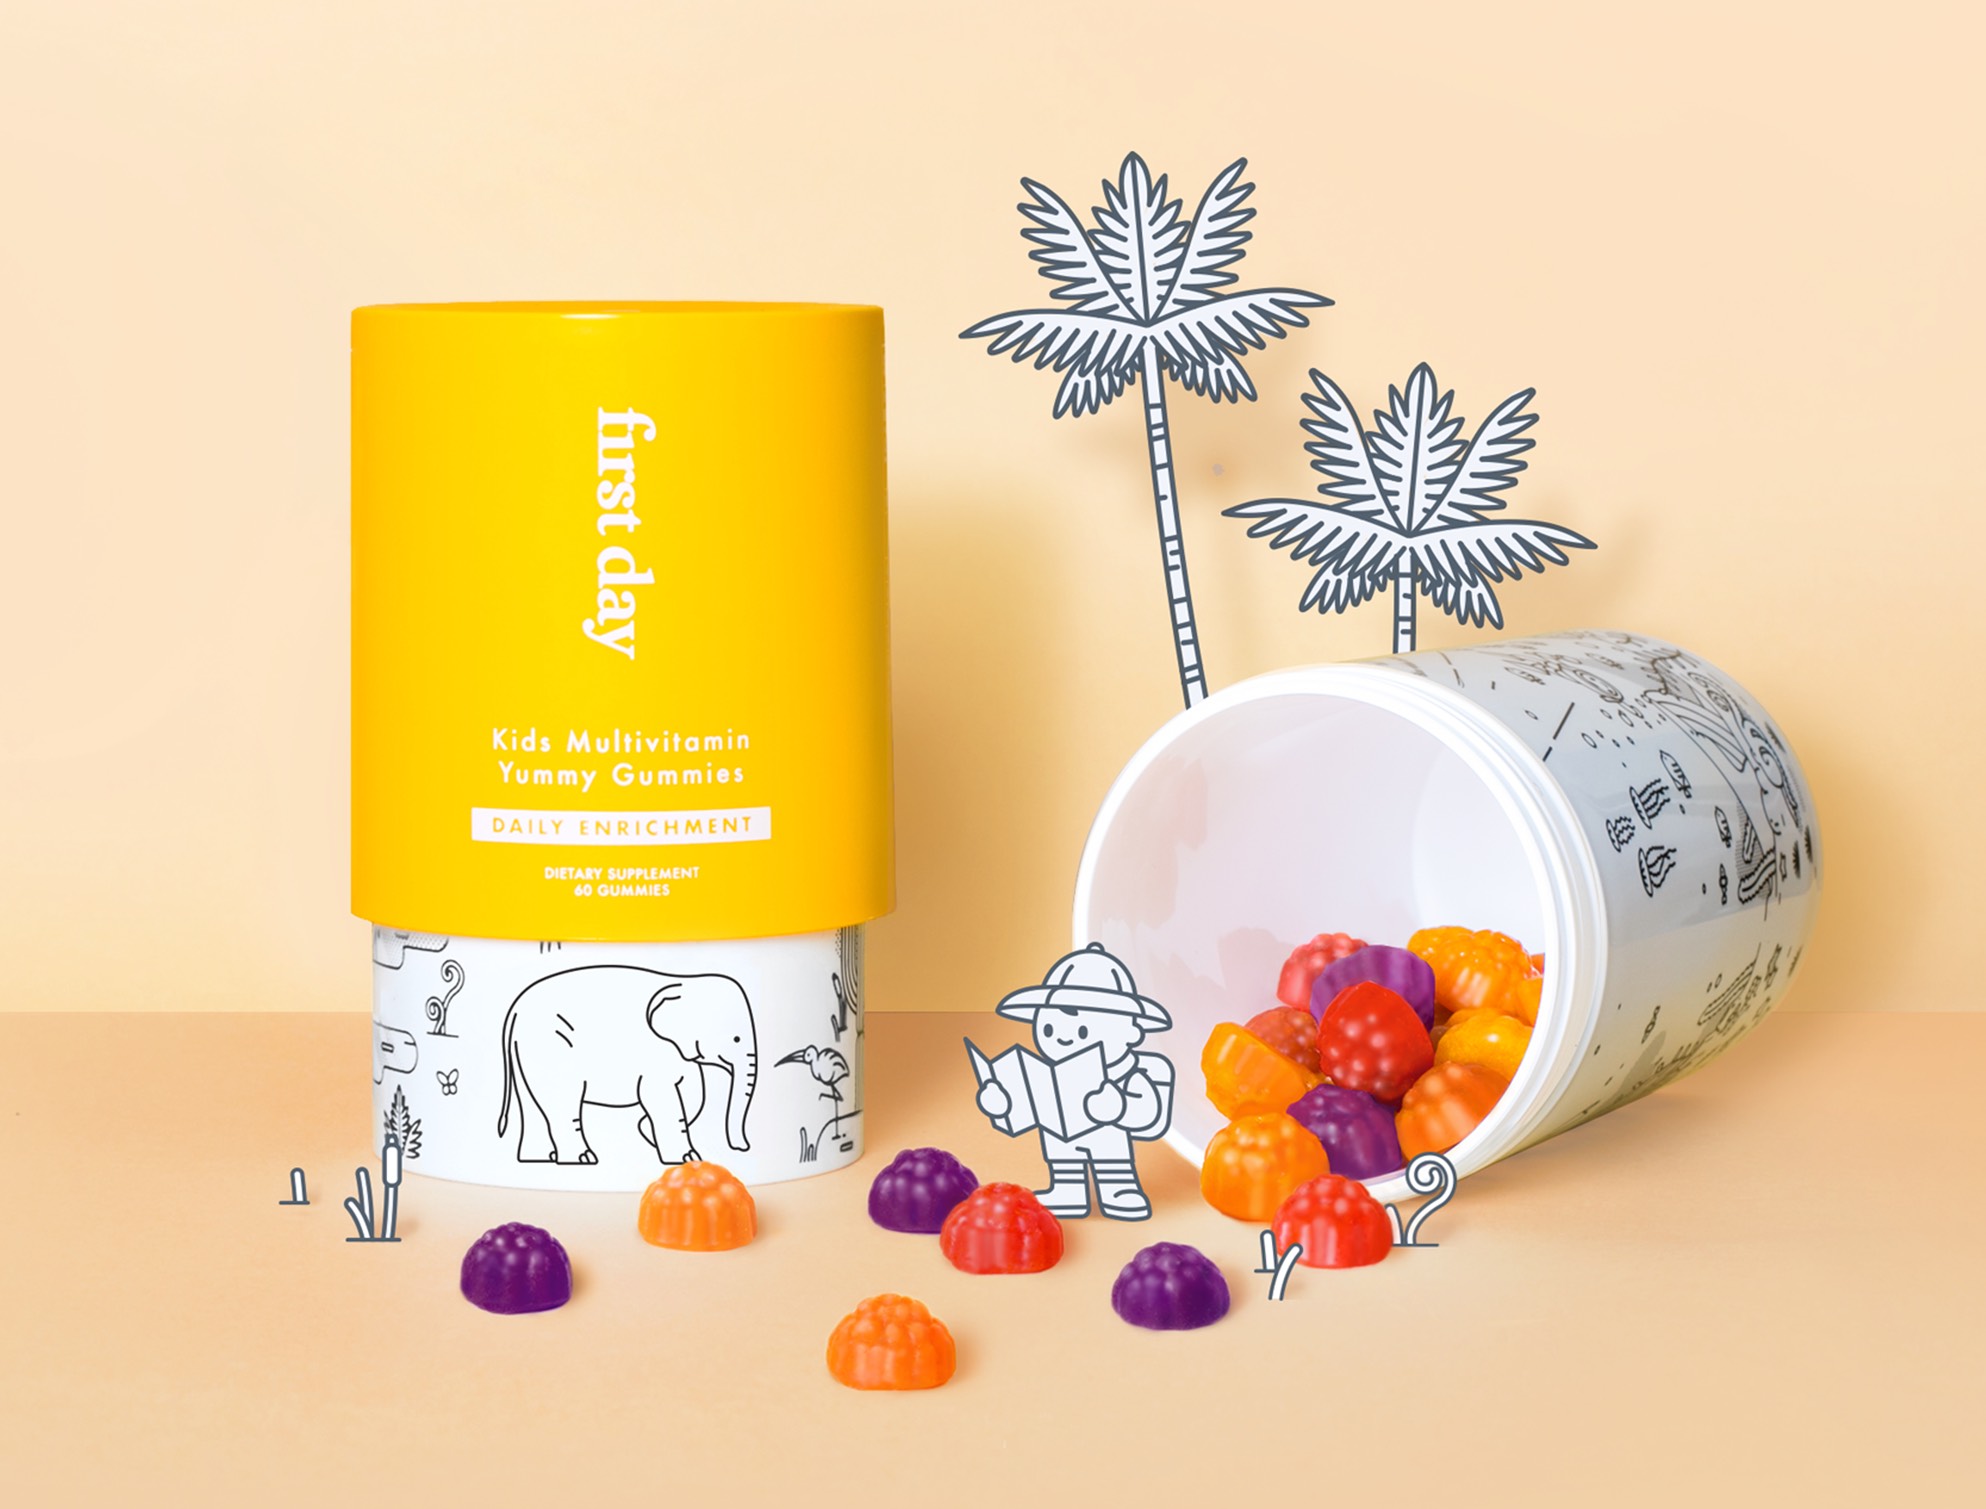 first day
Kids Multivitamin
Yummy Gummies
DAILY ENRICHMENT
DIETARY SUPPLEMENT
60 GUMMIES